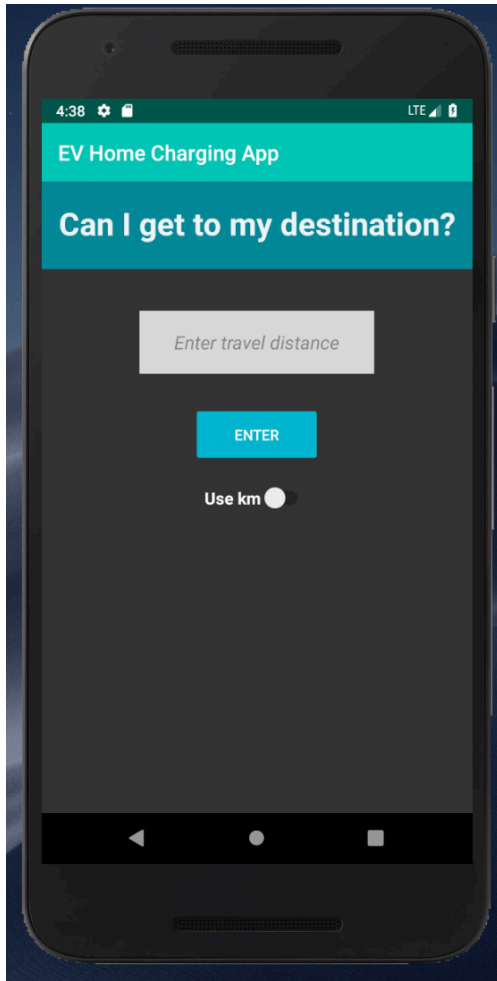 4:38 LTE
EV Home Charging App
Can I get to my destination?
Enter travel distance
ENTER
Use km